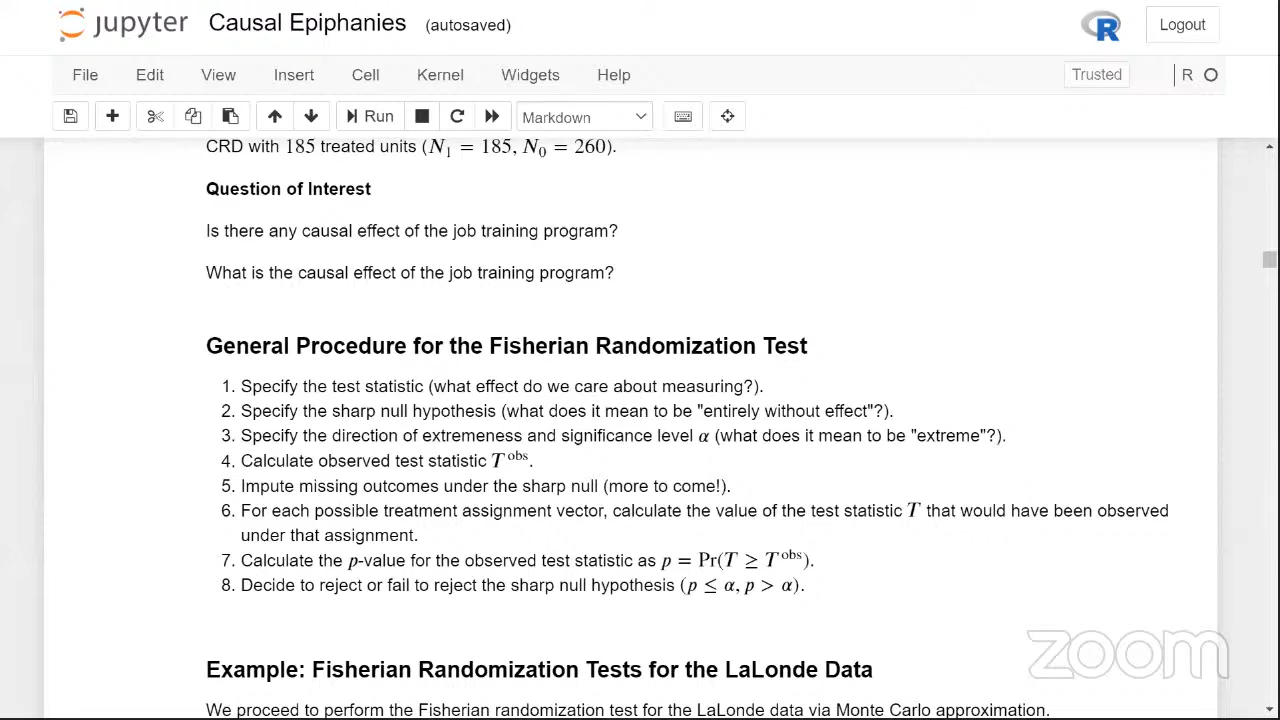 jupyter Causal Epiphanies (autosaved) R Logout
File Edit View Insert Cell Kernel Widgets Help Trusted R
Run Markdown
CRD with 185 treated units (N₁ = 185, N₀ = 260).
Question of Interest
Is there any causal effect of the job training program?
What is the causal effect of the job training program?
General Procedure for the Fisherian Randomization Test
1. Specify the test statistic (what effect do we care about measuring?).
2. Specify the sharp null hypothesis (what does it mean to be "entirely without effect"?).
3. Specify the direction of extremeness and significance level α (what does it mean to be "extreme"?).
4. Calculate observed test statistic T^obs.
5. Impute missing outcomes under the sharp null (more to come!).
6. For each possible treatment assignment vector, calculate the value of the test statistic T that would have been observed
under that assignment.
7. Calculate the p-value for the observed test statistic as p = Pr(T ≥ T^obs).
8. Decide to reject or fail to reject the sharp null hypothesis (p ≤ α, p > α).
zoom
Example: Fisherian Randomization Tests for the LaLonde Data
We proceed to perform the Fisherian randomization test for the LaLonde data via Monte Carlo approximation.